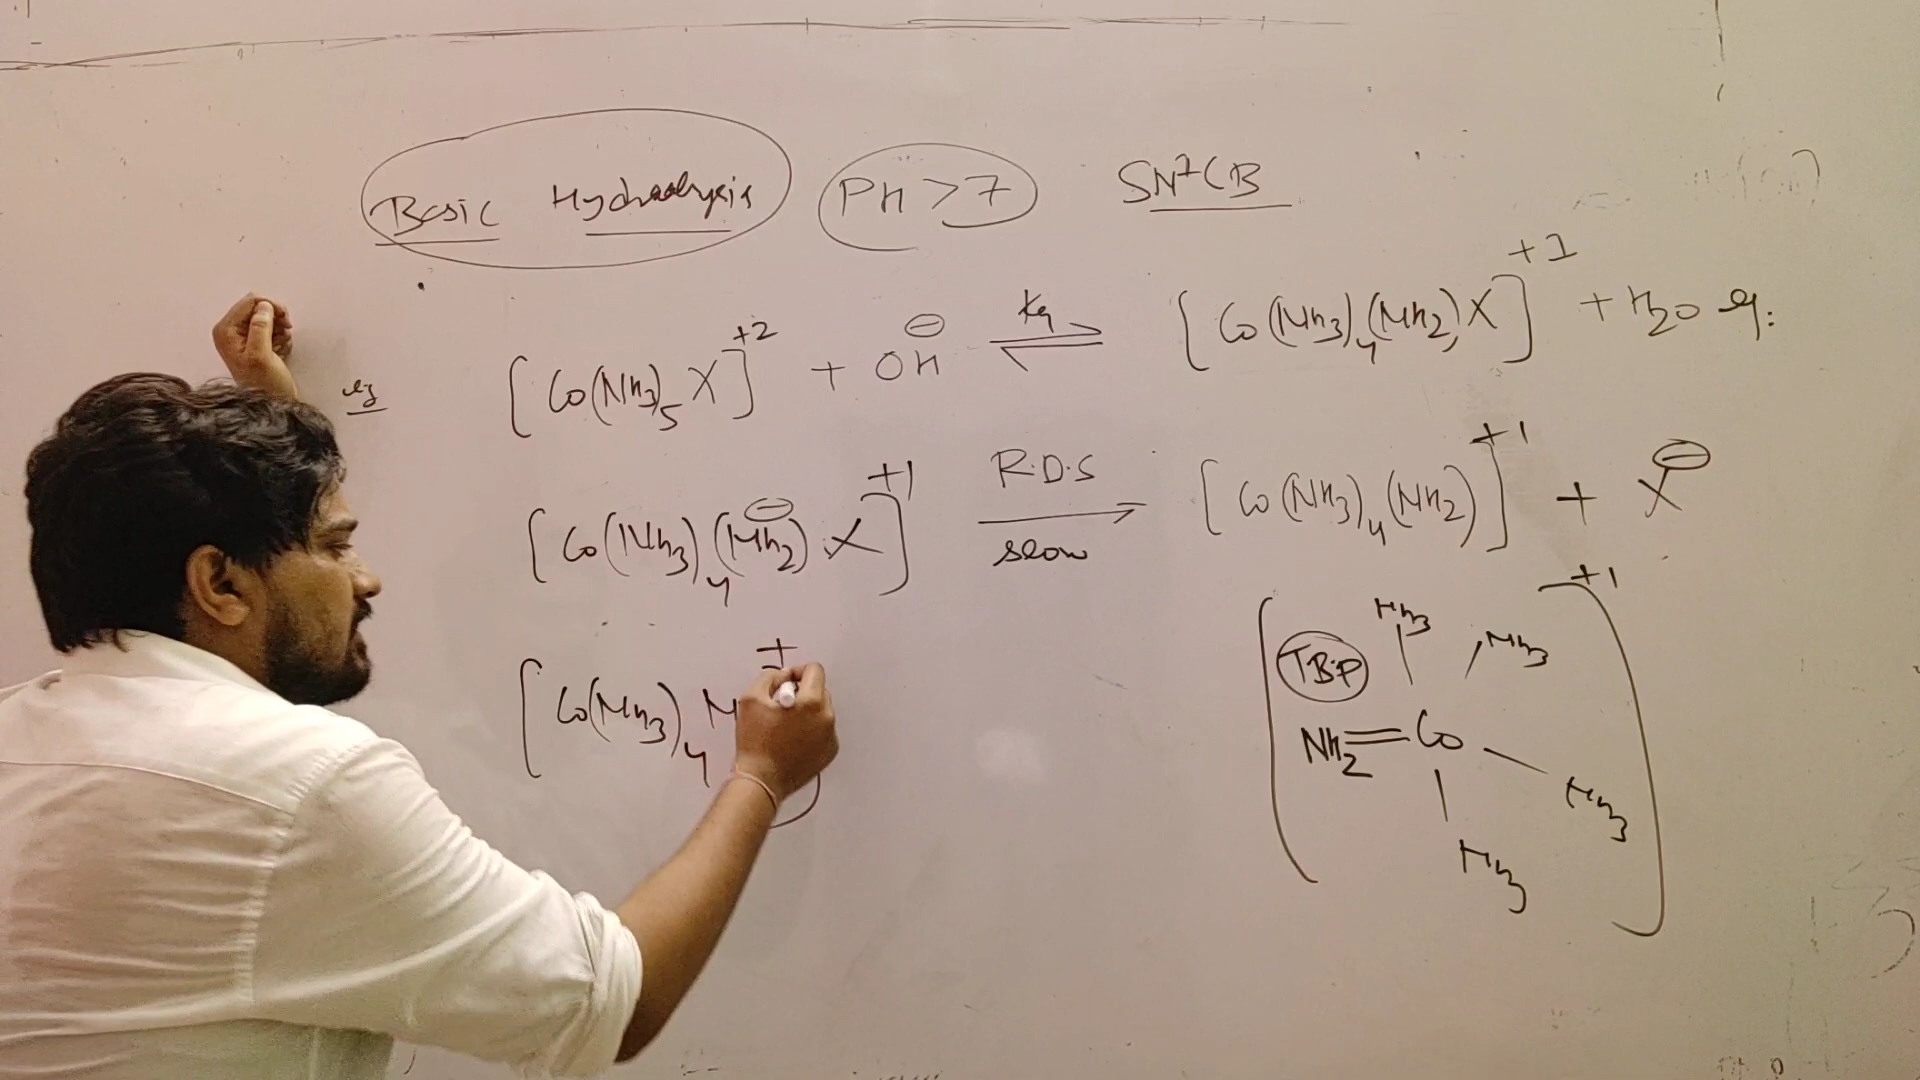 Basic Hydrolysis PH > 7 SN1CB
eg [Co(NH3)5 X]+2 + OH⊖ ⇌ Kq [Co(NH3)4(NH2)X]+1 + H2O eq.
[Co(NH3)4(NH2⊖)X]+1 R.D.S → slow [Co(NH3)4(NH2)]+1 + X⊖
[Co(NH3)4 N +
+1
NH3 NH3
TBP
NH2 = Co
NH3
NH3